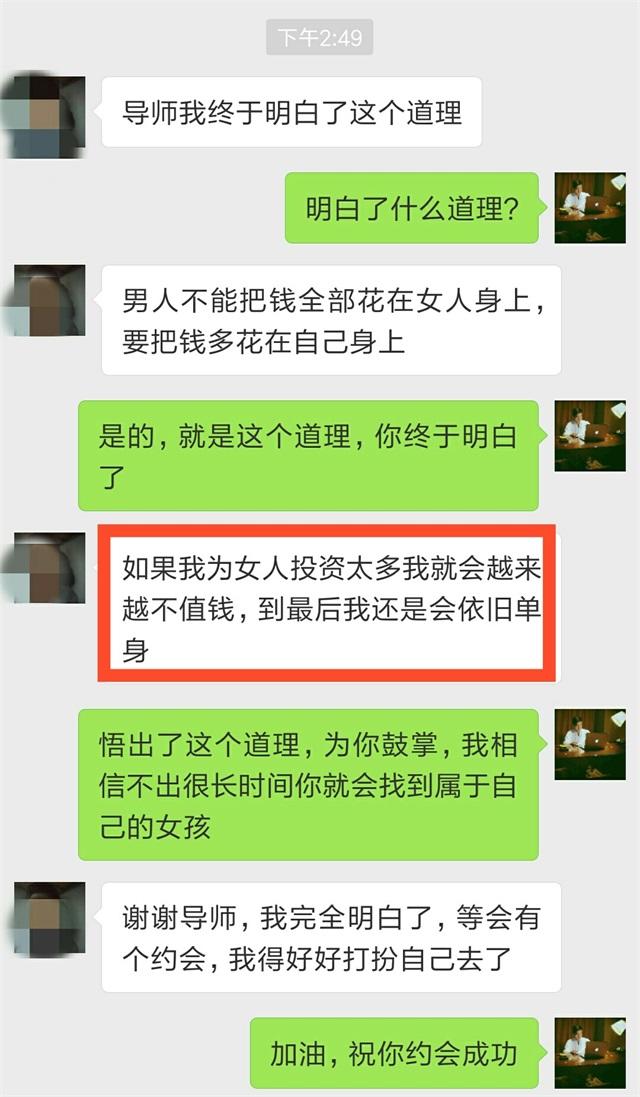 下午2:49
导师我终于明白了这个道理
明白了什么道理?
男人不能把钱全部花在女人身上,
要把钱多花在自己身上
是的, 就是这个道理, 你终于明白
了
如果我为女人投资太多我就会越来
越不值钱, 到最后我还是会依旧单
身
悟出了这个道理, 为你鼓掌, 我相
信不出很长时间你就会找到属于自
己的女孩
谢谢导师, 我完全明白了, 等会有
个约会, 我得好好打扮自己去了
加油, 祝你约会成功